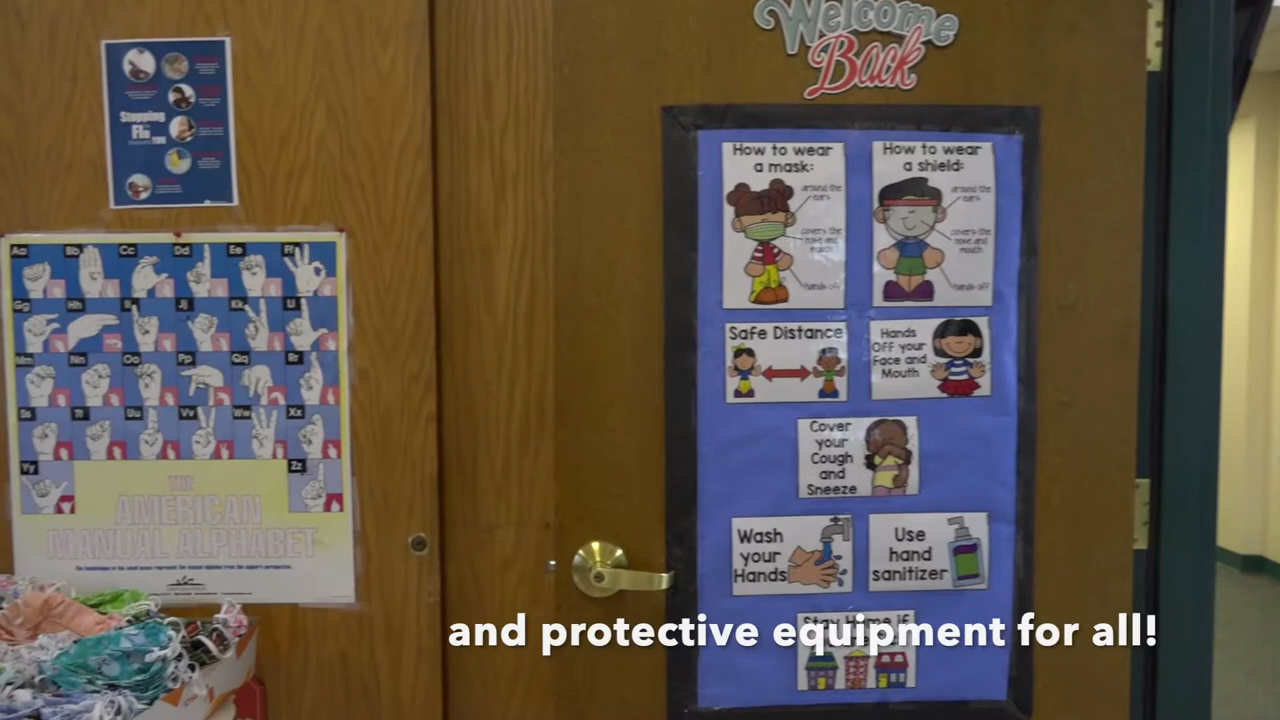 Welcome
Back
Stopping
Flu
YOU
How to wear
a mask:
around the
ears
covers the
nose and
mouth
hands off
How to wear
a shield:
around the
ears
covers the
nose and
mouth
hands off
Safe Distance
Hands
OFF your
Face and
Mouth
Cover
your
Cough
and
Sneeze
Wash
your
Hands
Use
hand
sanitizer
Stay Home if
Aa Bb Cc Dd Ee Ff
Gg Hh Ii Jj Kk Ll
Mm Nn Oo Pp Qq Rr
Ss Tt Uu Vv Ww Xx
Yy Zz
THE
AMERICAN
MANUAL ALPHABET
and protective equipment for all!